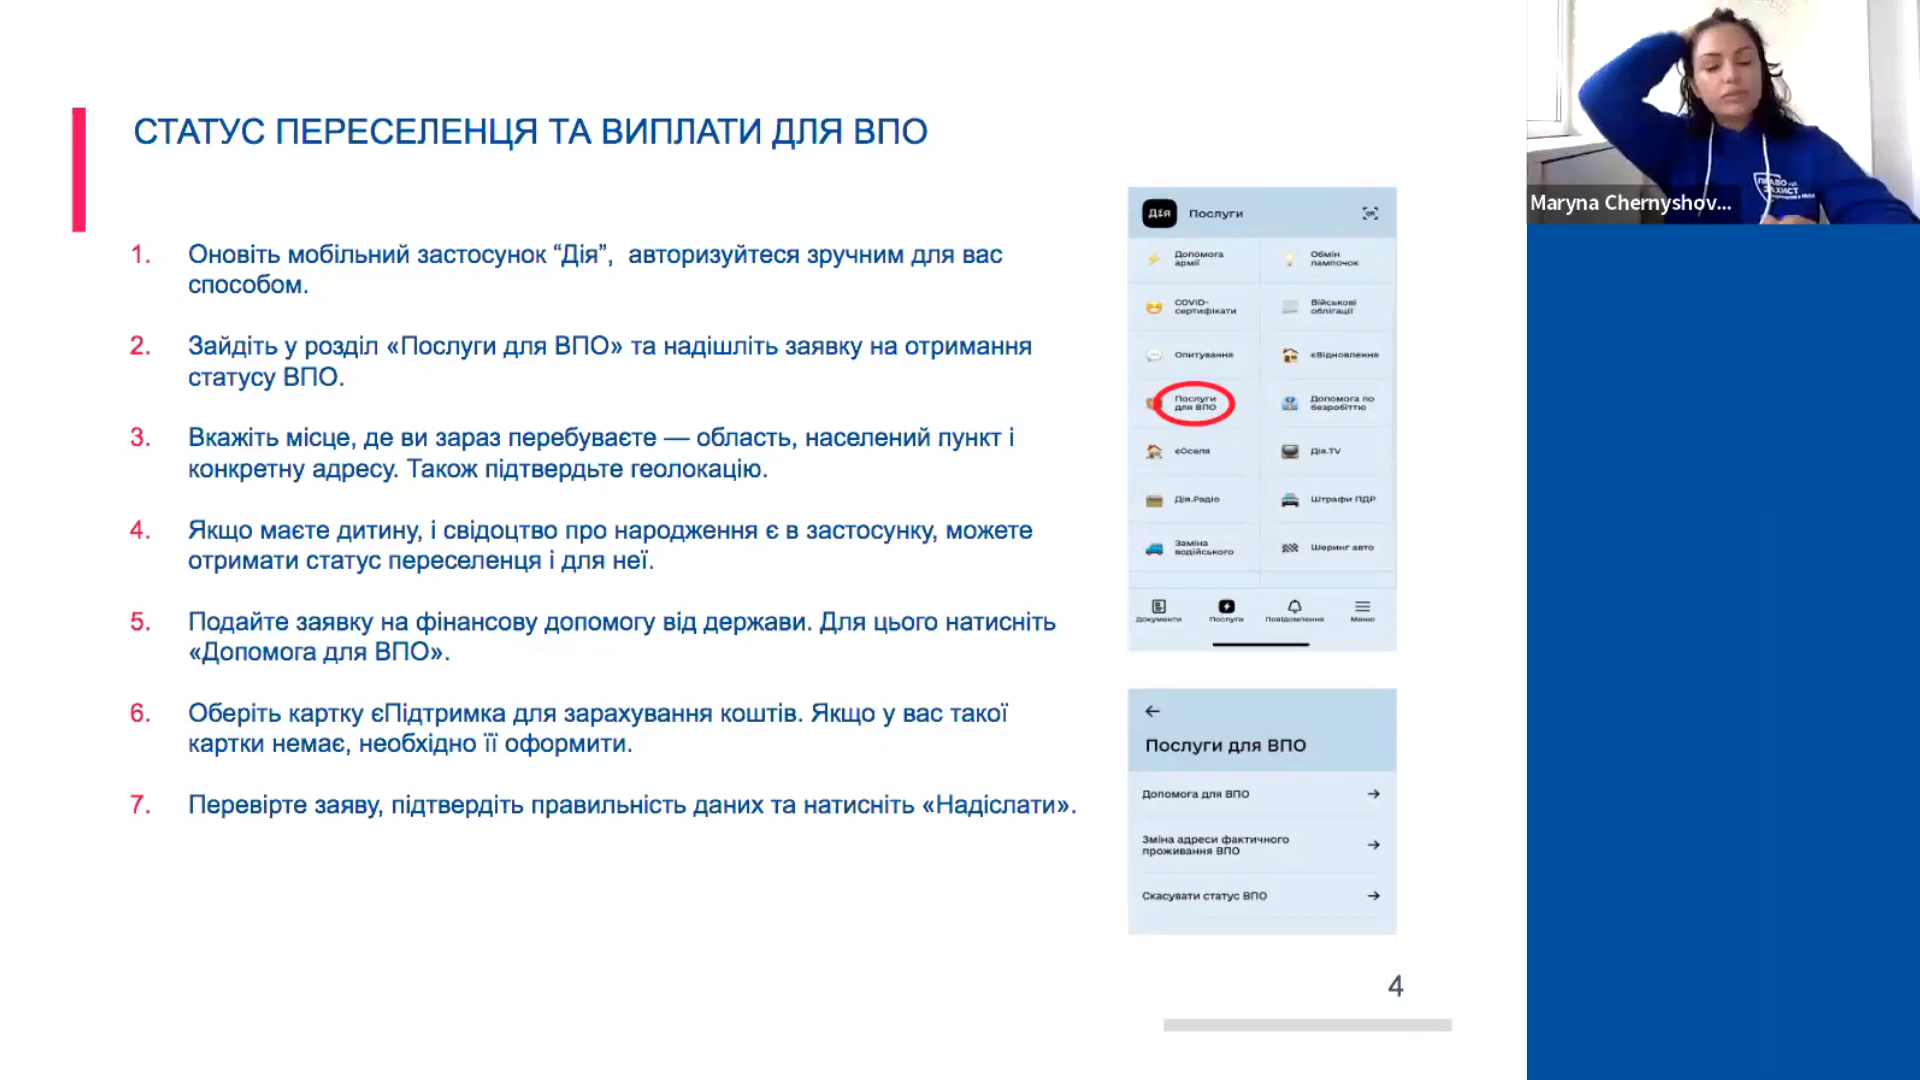 СТАТУС ПЕРЕСЕЛЕНЦЯ ТА ВИПЛАТИ ДЛЯ ВПО
1. Оновіть мобільний застосунок “Дія”, авторизуйтеся зручним для вас
способом.
2. Зайдіть у розділ «Послуги для ВПО» та надішліть заявку на отримання
статусу ВПО.
3. Вкажіть місце, де ви зараз перебуваєте — область, населений пункт і
конкретну адресу. Також підтвердьте геолокацію.
4. Якщо маєте дитину, і свідоцтво про народження є в застосунку, можете
отримати статус переселенця і для неї.
5. Подайте заявку на фінансову допомогу від держави. Для цього натисніть
«Допомога для ВПО».
6. Оберіть картку єПідтримка для зарахування коштів. Якщо у вас такої
картки немає, необхідно її оформити.
7. Перевірте заяву, підтвердіть правильність даних та натисніть «Надіслати».
Дія Послуги
Допомога
армії
Обмін
лампочок
COVID-
сертифікати
Військові
облігації
Опитування
єВідновлення
Послуги
для ВПО
Допомога по
безробіттю
єОселя
Дія.TV
Дія.Радіо
Штрафи ПДР
Заміна
водійського
Шеринг авто
Документи
Послуги
Повідомлення
Меню
Послуги для ВПО
Допомога для ВПО
Зміна адреси фактичного
проживання ВПО
Скасувати статус ВПО
4
ПРАВО НА
ЗАХИСТ
Maryna Chernyshov...